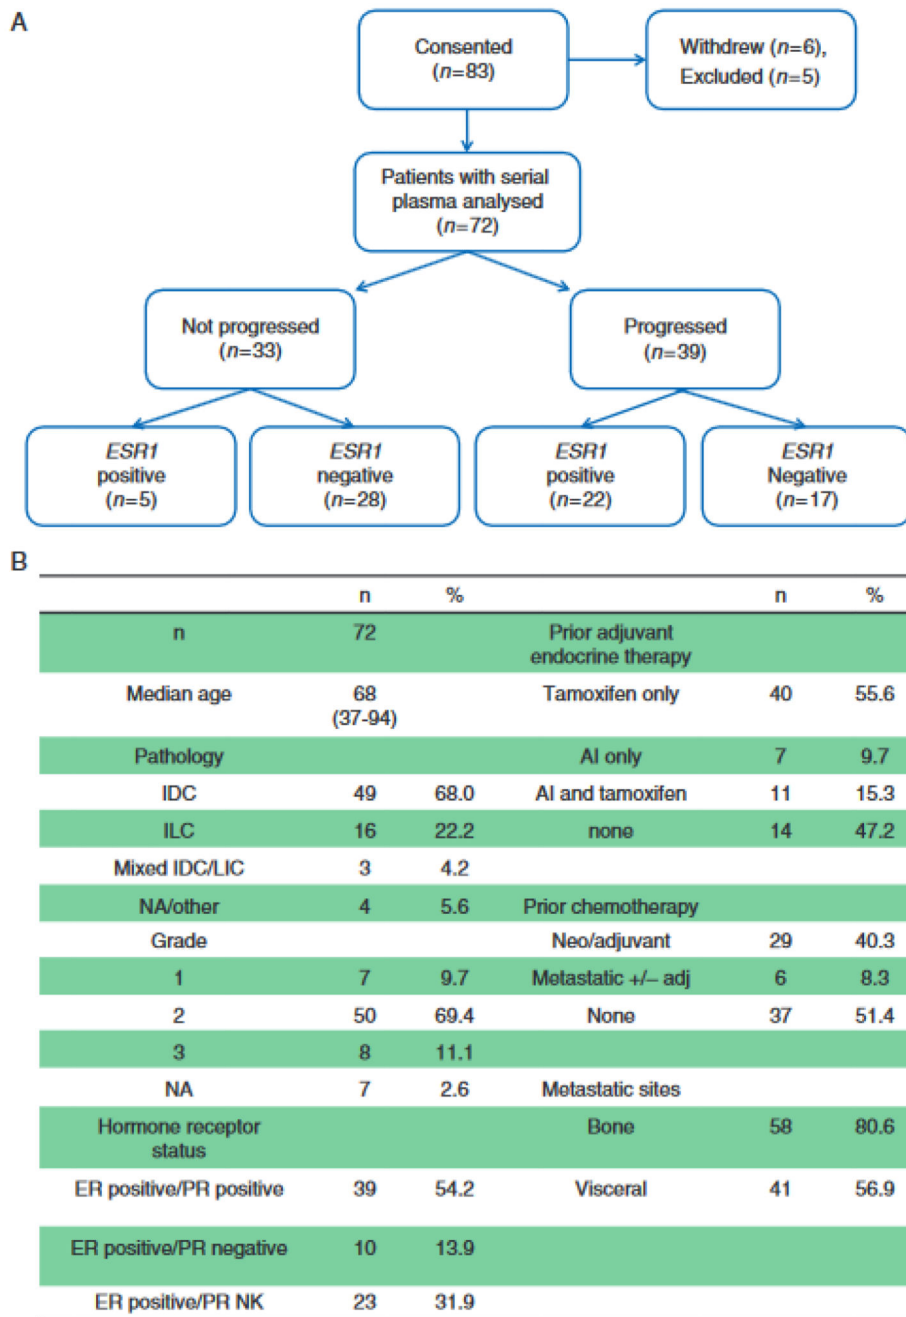 A
Consented
(n=83)
Withdrew (n=6),
Excluded (n=5)
Patients with serial
plasma analysed
(n=72)
Not progressed
(n=33)
Progressed
(n=39)
ESR1
positive
(n=5)
ESR1
negative
(n=28)
ESR1
positive
(n=22)
ESR1
Negative
(n=17)
B
n % n %
n 72 Prior adjuvant
endocrine therapy
Median age 68 Tamoxifen only 40 55.6
(37-94)
Pathology AI only 7 9.7
IDC 49 68.0 AI and tamoxifen 11 15.3
ILC 16 22.2 none 14 47.2
Mixed IDC/LIC 3 4.2
NA/other 4 5.6 Prior chemotherapy
Grade Neo/adjuvant 29 40.3
1 7 9.7 Metastatic +/– adj 6 8.3
2 50 69.4 None 37 51.4
3 8 11.1
NA 7 2.6 Metastatic sites
Hormone receptor Bone 58 80.6
status
ER positive/PR positive 39 54.2 Visceral 41 56.9
ER positive/PR negative 10 13.9
ER positive/PR NK 23 31.9